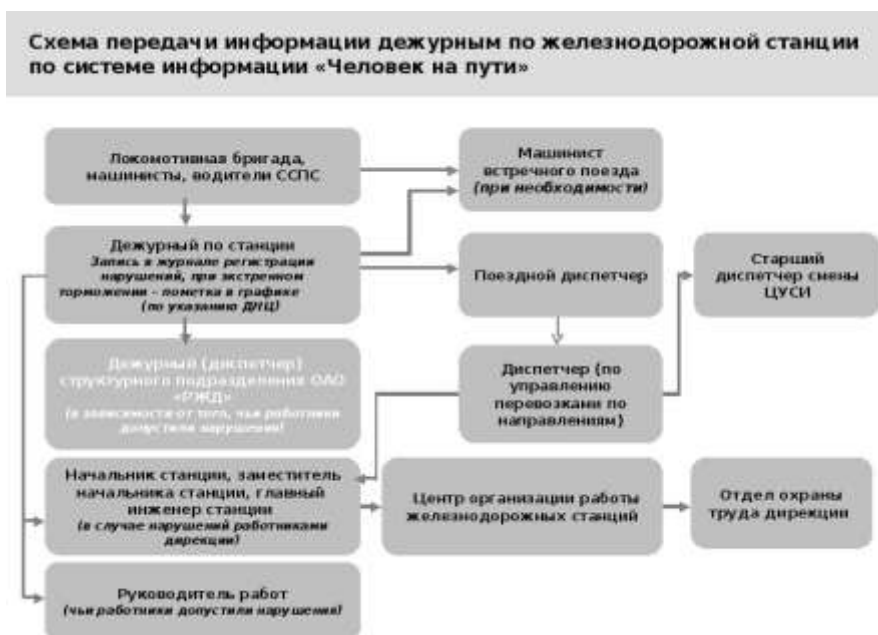 Схема передачи информации дежурным по железнодорожной станции
по системе информации «Человек на пути»
Локомотивная бригада,
машинисты, водители ССПС
Машинист
встречного поезда
(при необходимости)
Дежурный по станции
Запись в журнале регистрации
нарушений, при экстренном
торможении – пометка в графике
(по указанию ДНЦ)
Поездной диспетчер
Старший
диспетчер смены
ЦУСИ
Дежурный (диспетчер)
структурного подразделения ОАО
«РЖД»
(в зависимости от того, чьи работники
допустили нарушения)
Диспетчер (по
управлению
перевозками по
направлениям)
Начальник станции, заместитель
начальника станции, главный
инженер станции
(в случае нарушений работниками
дирекции)
Центр организации работы
железнодорожных станций
Отдел охраны
труда дирекции
Руководитель работ
(чьи работники допустили нарушения)